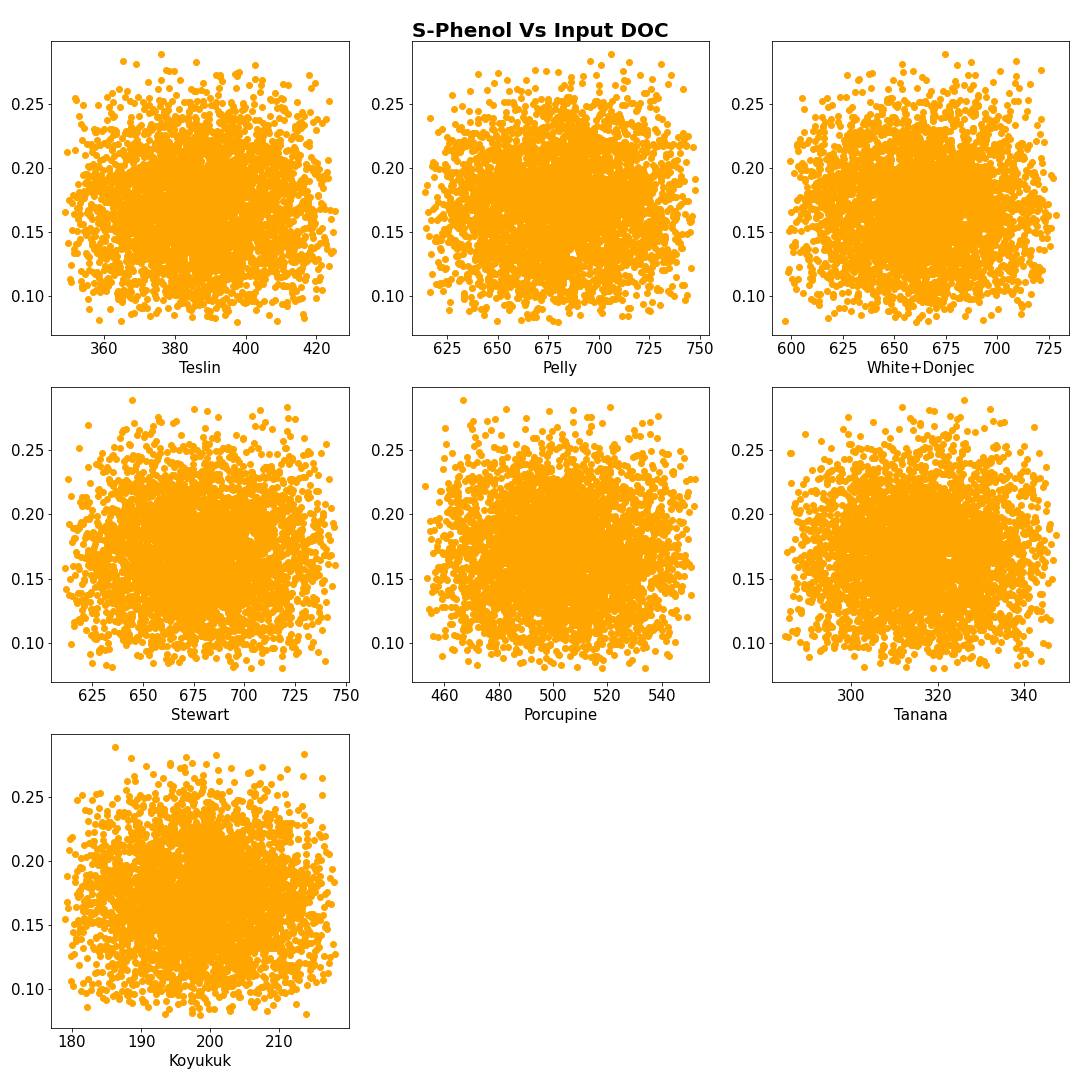 S-Phenol Vs Input DOC
0.25 0.20 0.15 0.10
360 380 400 420
Teslin
0.25 0.20 0.15 0.10
625 650 675 700 725 750
Pelly
0.25 0.20 0.15 0.10
600 625 650 675 700 725
White+Donjec
0.25 0.20 0.15 0.10
625 650 675 700 725 750
Stewart
0.25 0.20 0.15 0.10
460 480 500 520 540
Porcupine
0.25 0.20 0.15 0.10
300 320 340
Tanana
0.25 0.20 0.15 0.10
180 190 200 210
Koyukuk